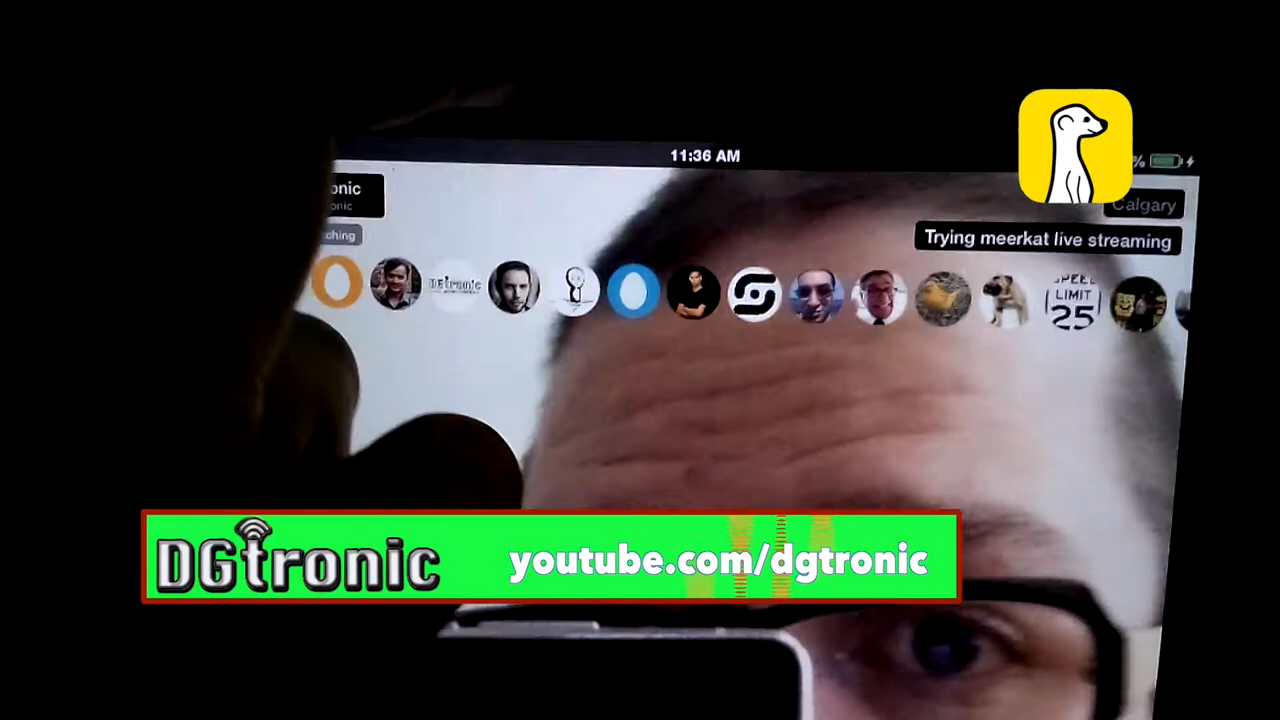 11:36 AM
%
onic
onic
Calgary
ching
Trying meerkat live streaming
DGtronic
SPEED
LIMIT
25
DGtronic
youtube.com/dgtronic